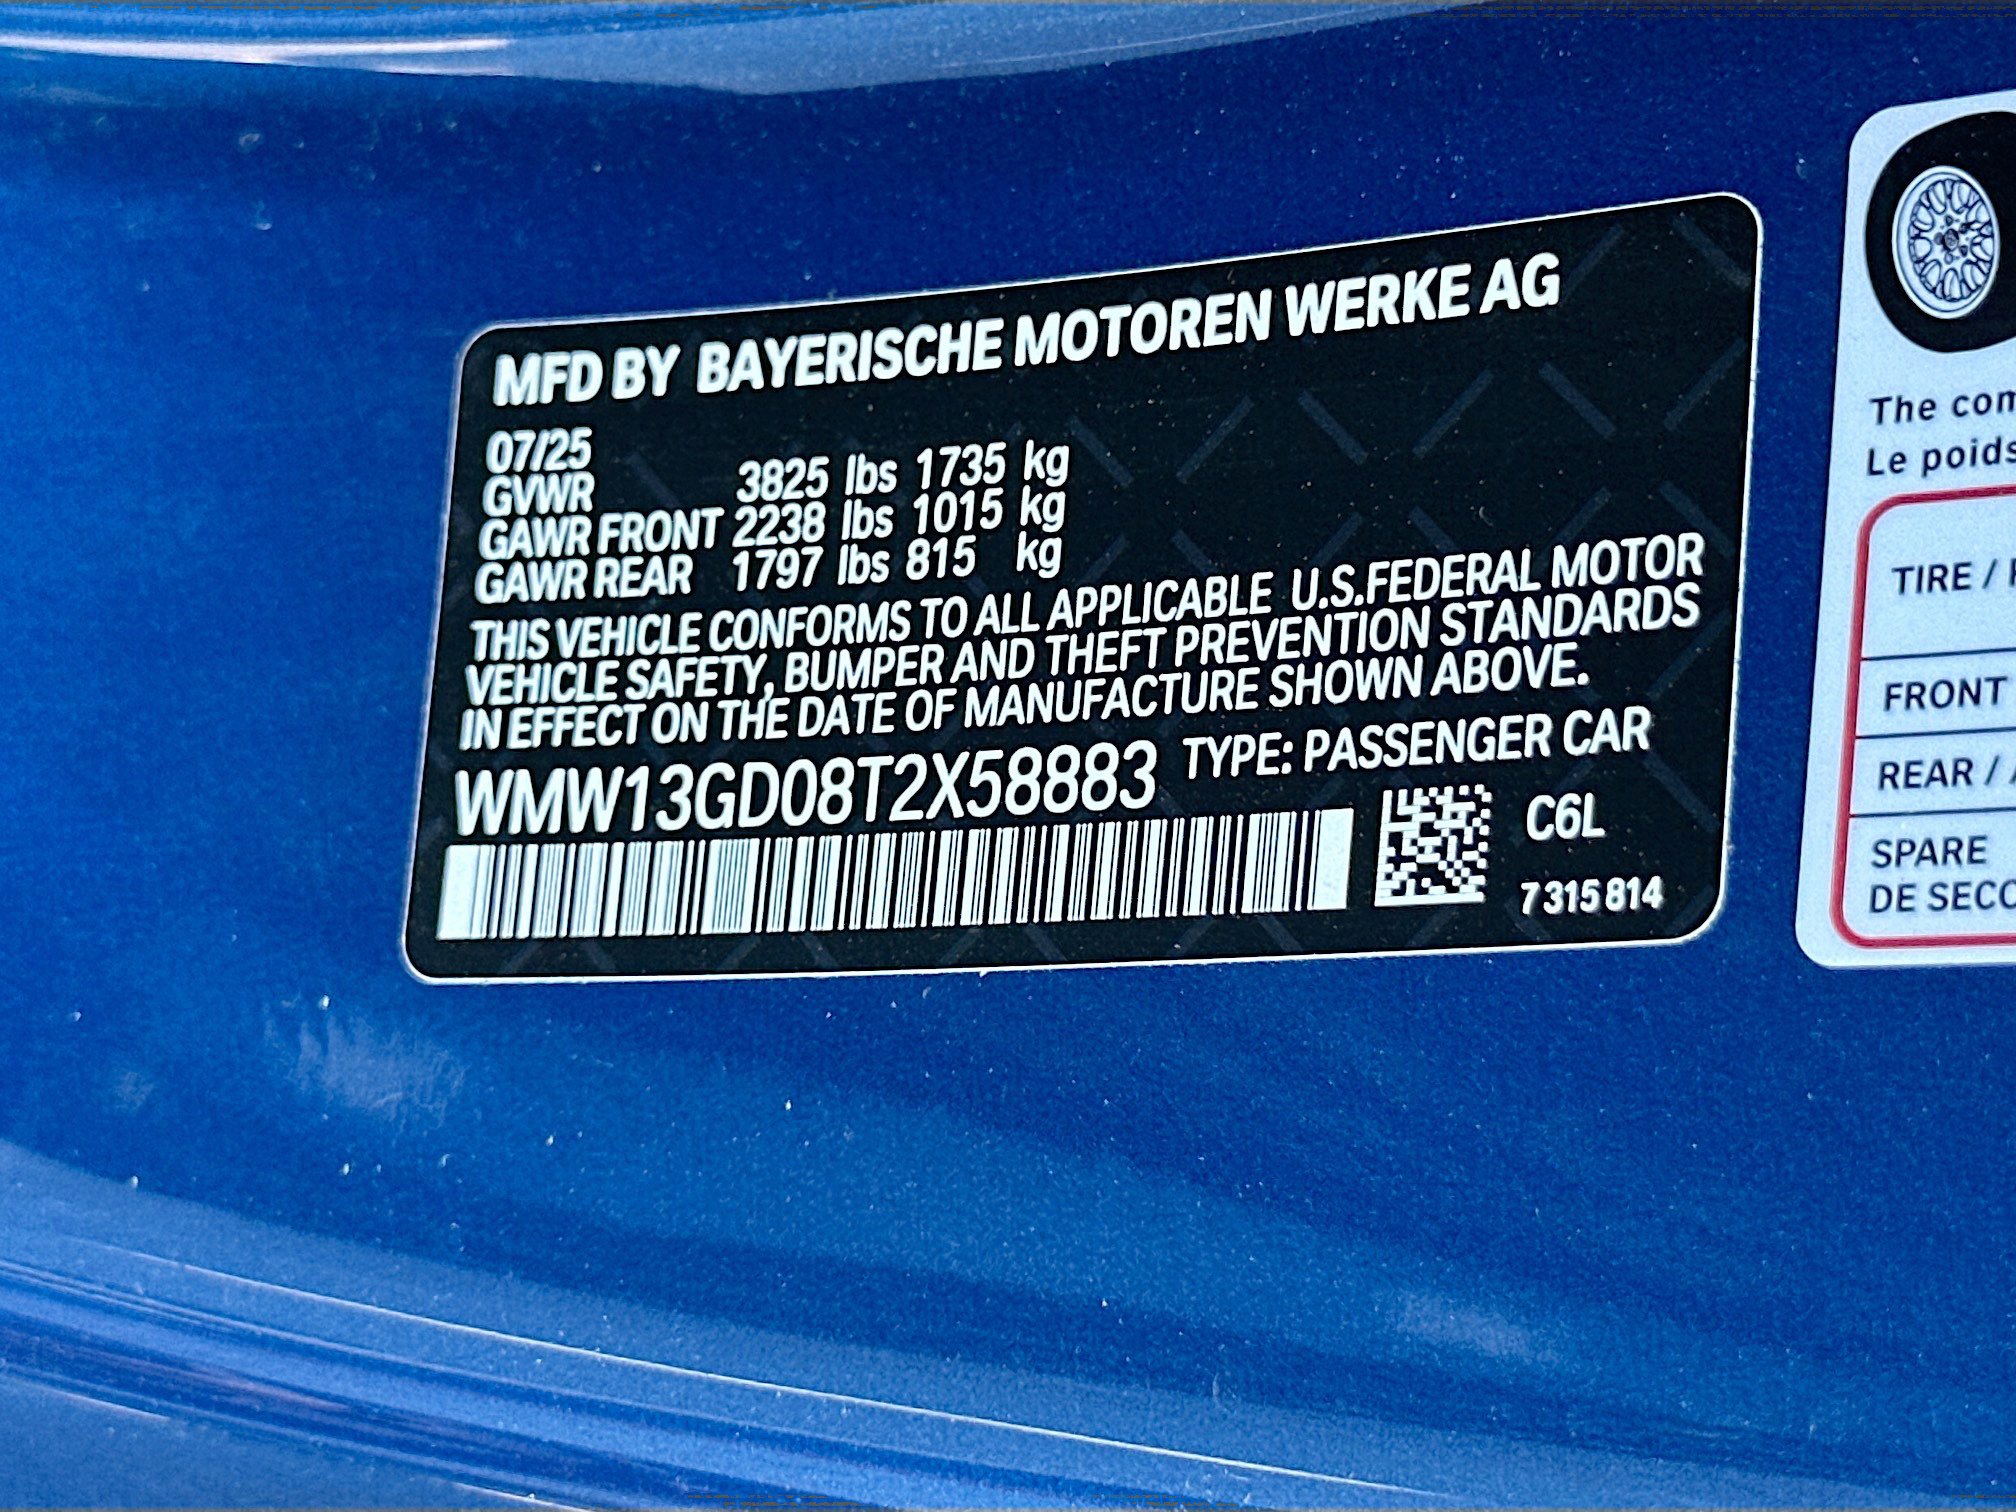 MFD BY BAYERISCHE MOTOREN WERKE AG
07/25
GVWR 3825 lbs 1735 kg
GAWR FRONT 2238 lbs 1015 kg
GAWR REAR 1797 lbs 815 kg
THIS VEHICLE CONFORMS TO ALL APPLICABLE U.S.FEDERAL MOTOR
VEHICLE SAFETY, BUMPER AND THEFT PREVENTION STANDARDS
IN EFFECT ON THE DATE OF MANUFACTURE SHOWN ABOVE.
WMW13GD08T2X58883 TYPE: PASSENGER CAR
C6L
7 315 814
The
Le poids
TIRE /
FRONT
REAR /
SPARE
DE